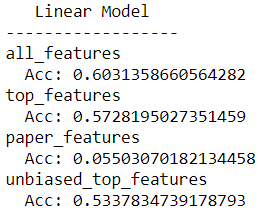 Linear Model
------------------
all_features
Acc: 0.6031358660564282
top_features
Acc: 0.5728195027351459
paper_features
Acc: 0.05503070182134458
unbiased_top_features
Acc: 0.5337834739178793